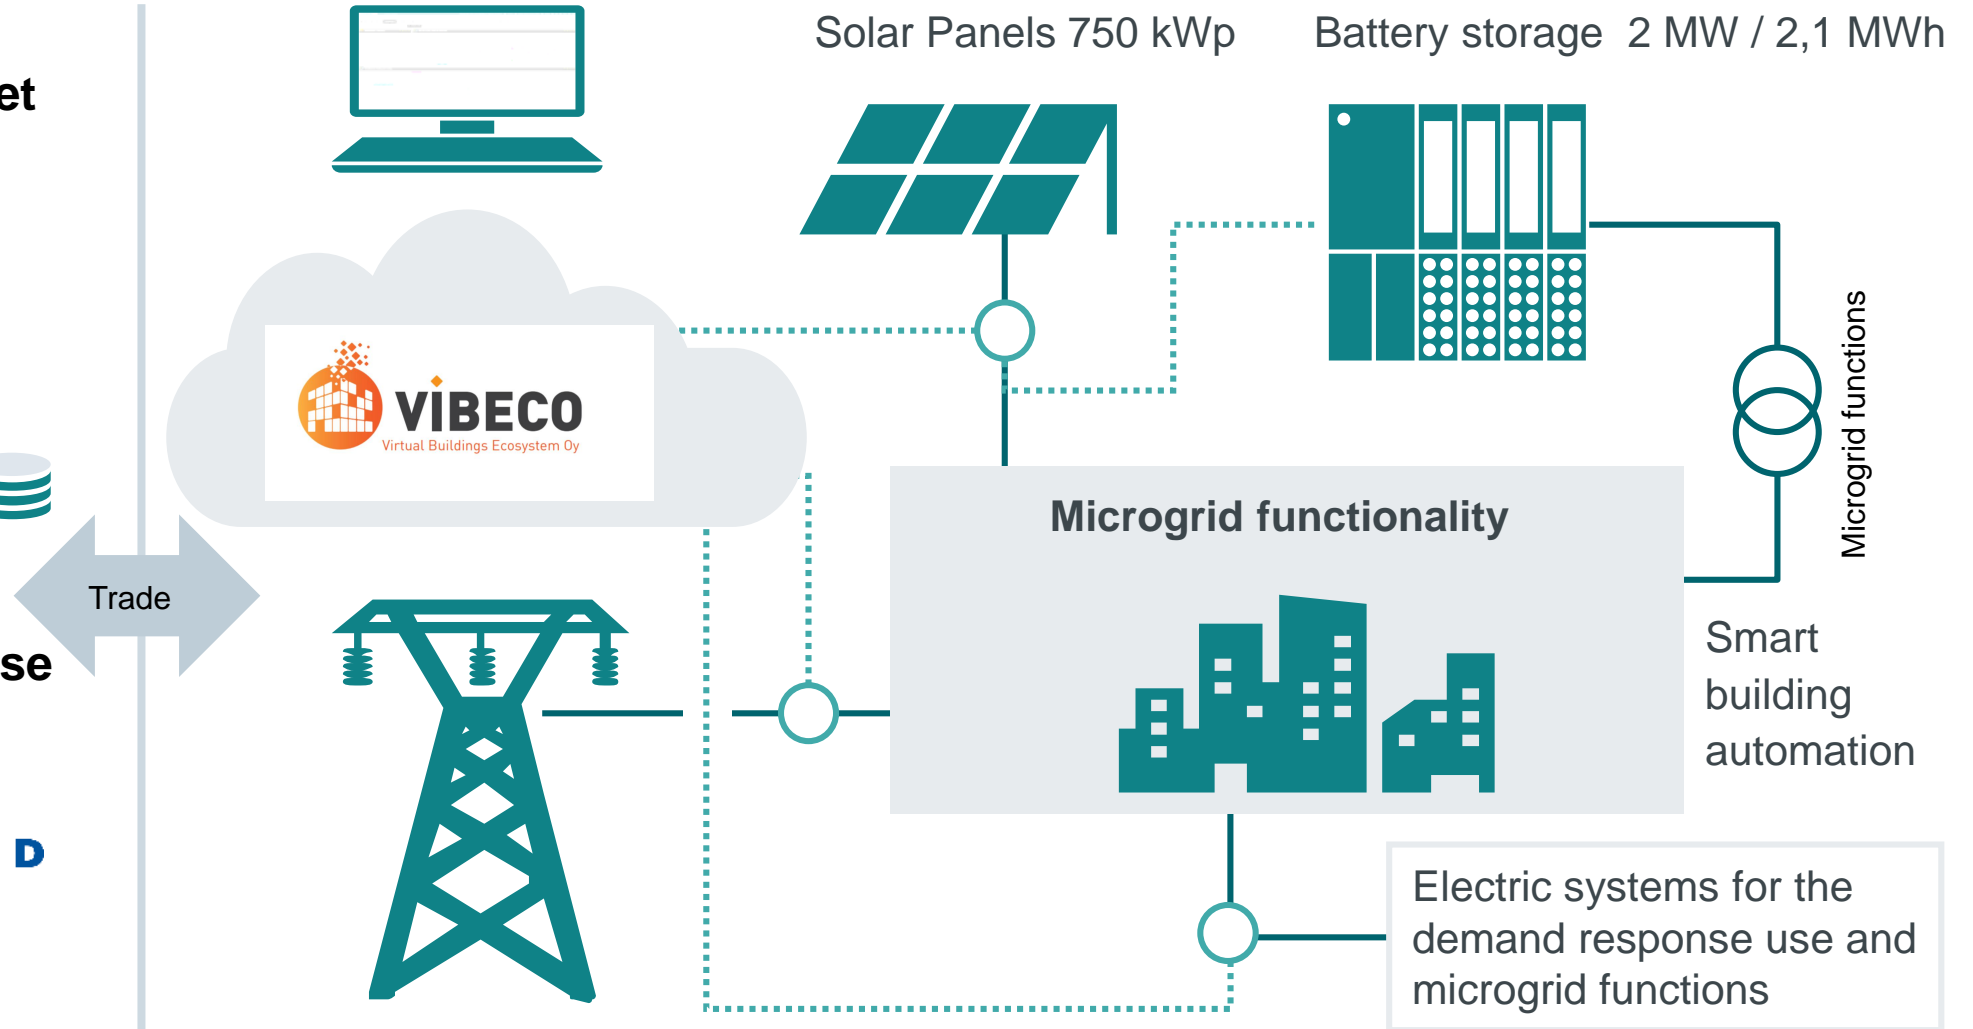 Solar Panels 750 kWp
Battery storage 2 MW / 2,1 MWh
et
VIBECO
Virtual Buildings Ecosystem Oy
Microgrid functions
Microgrid functionality
Trade
Smart
building
automation
se
D
Electric systems for the
demand response use and
microgrid functions